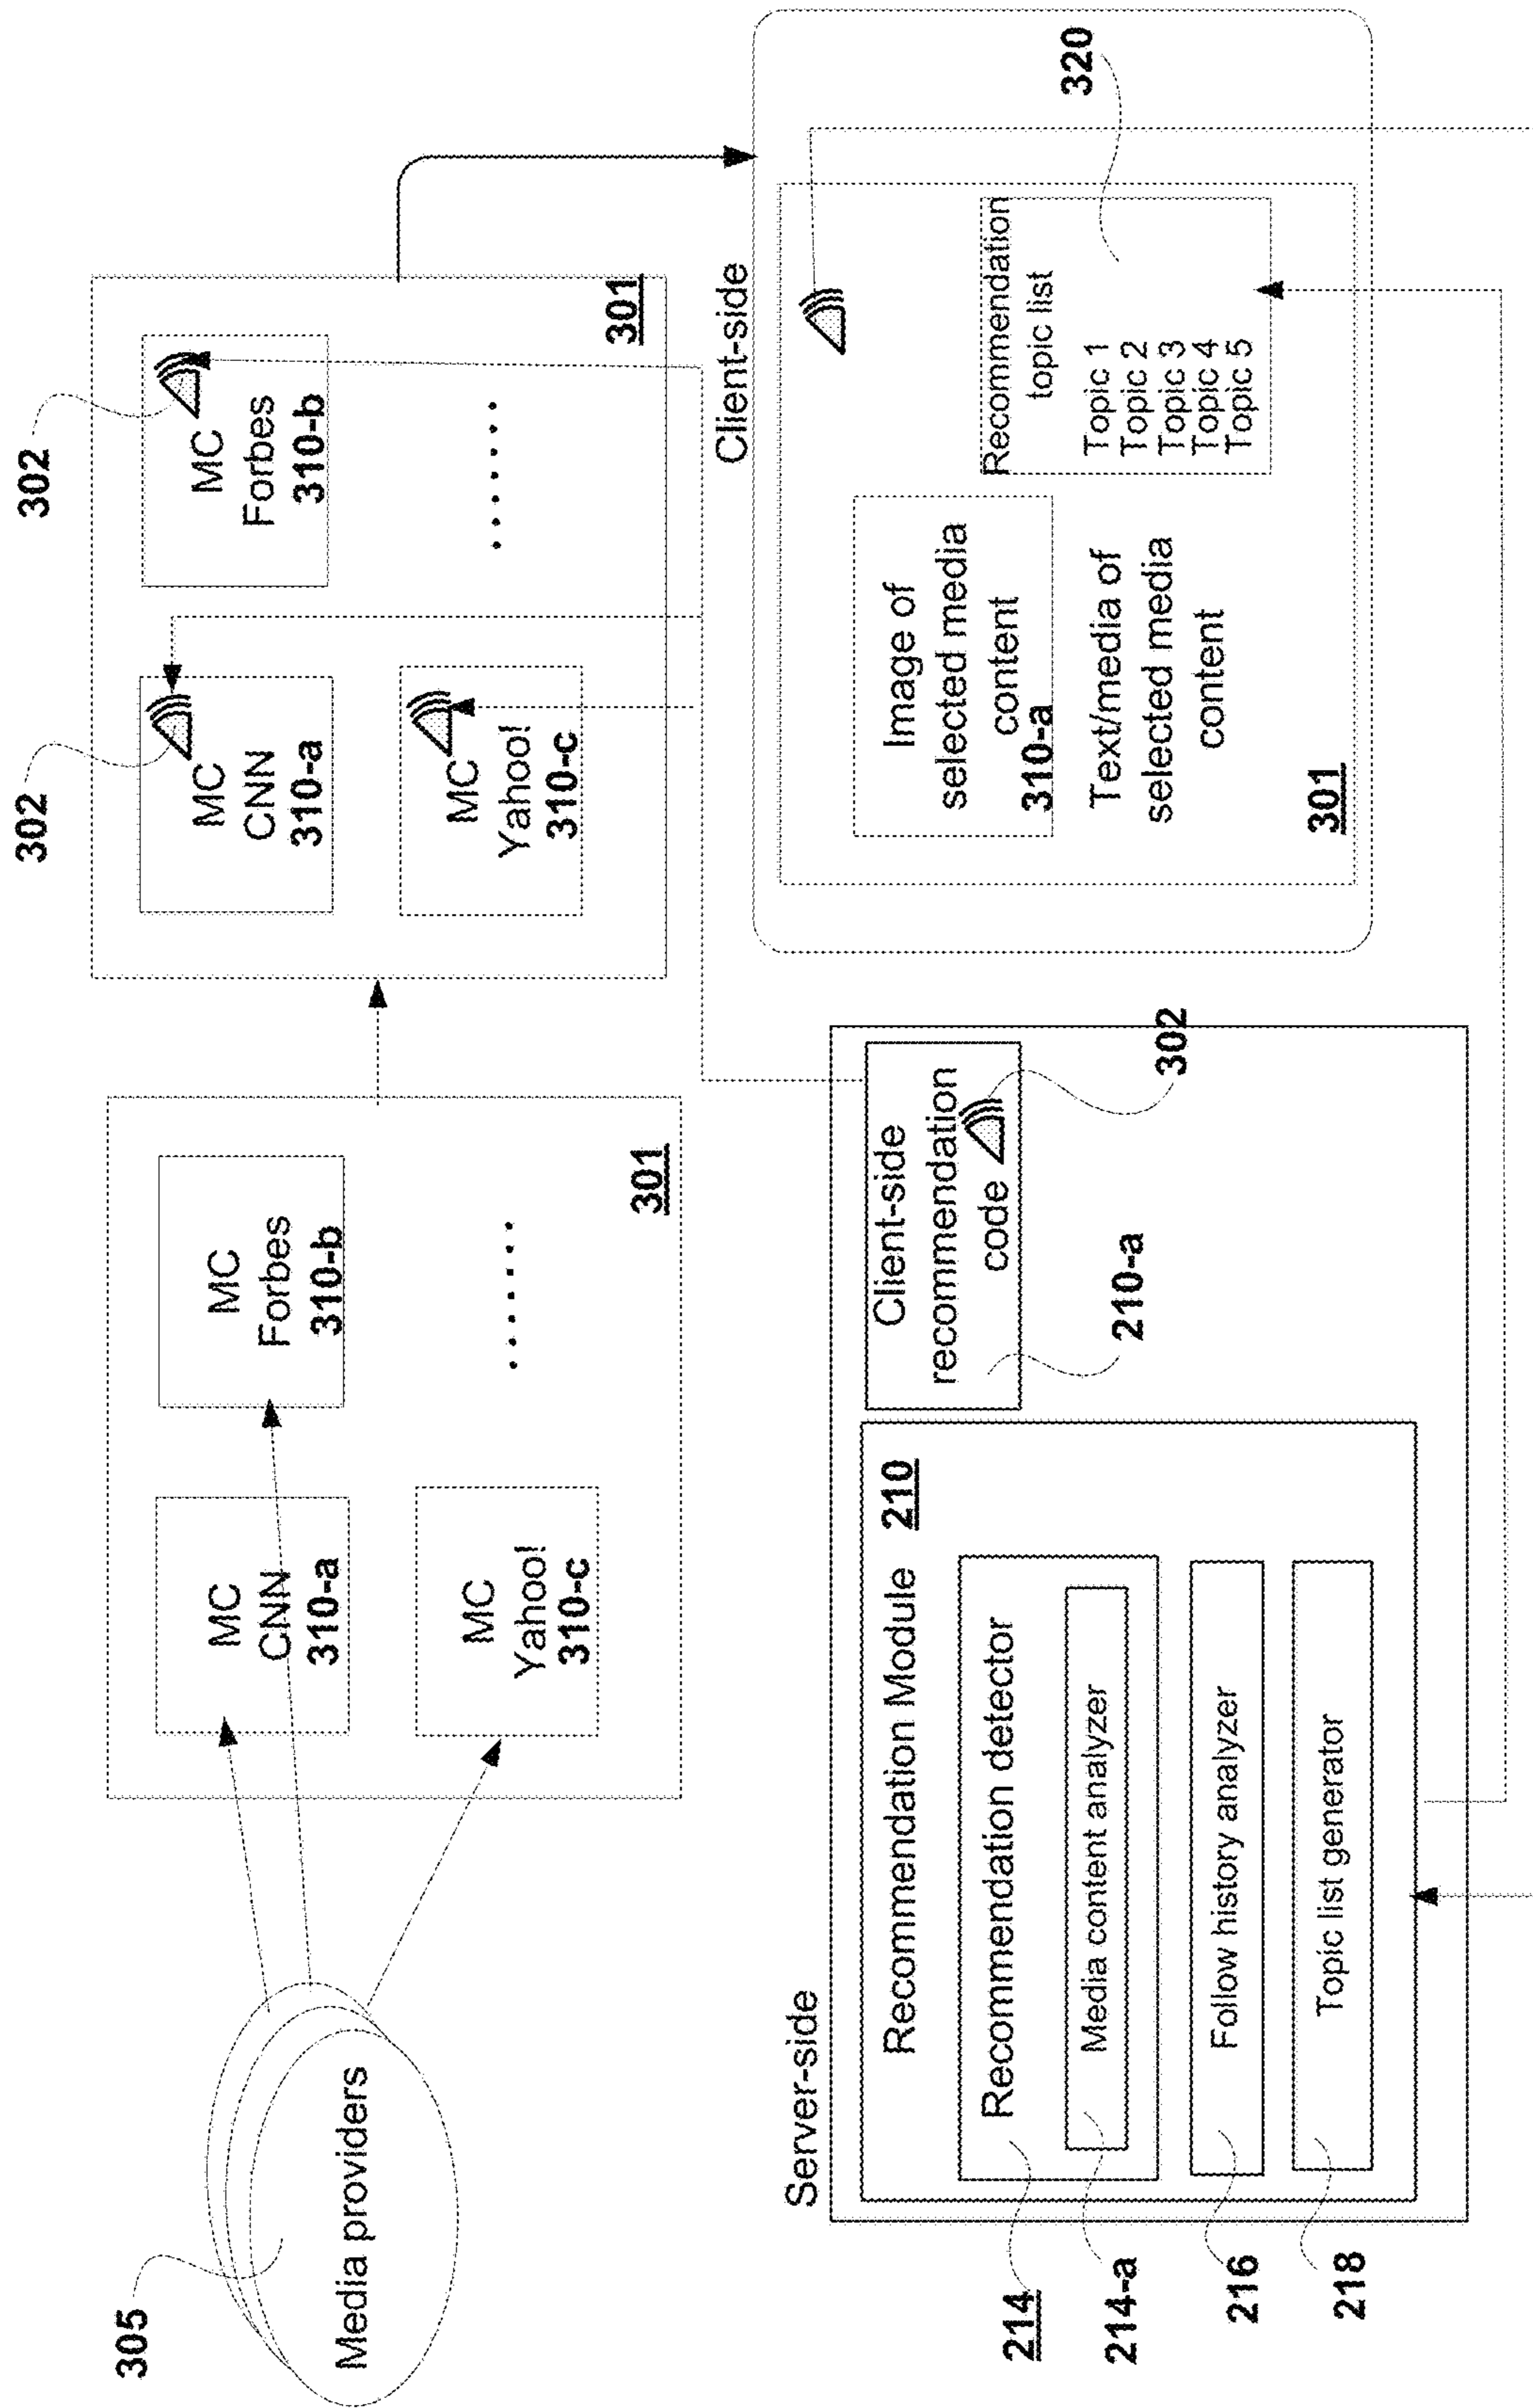 305
Media providers
MC
CNN
310-a
MC
Forbes
310-b
MC
Yahoo!
310-c
......
301
302
302
MC
CNN
310-a
MC
Forbes
310-b
MC
Yahoo!
310-c
......
301
Server-side
Recommendation Module
210
Recommendation detector
Media content analyzer
Follow history analyzer
Topic list generator
214
214-a
216
218
Client-side
recommendation
code
210-a
302
Client-side
Image of
selected media
content
310-a
Text/media of
selected media
content
301
Recommendation
topic list
Topic 1
Topic 2
Topic 3
Topic 4
Topic 5
320